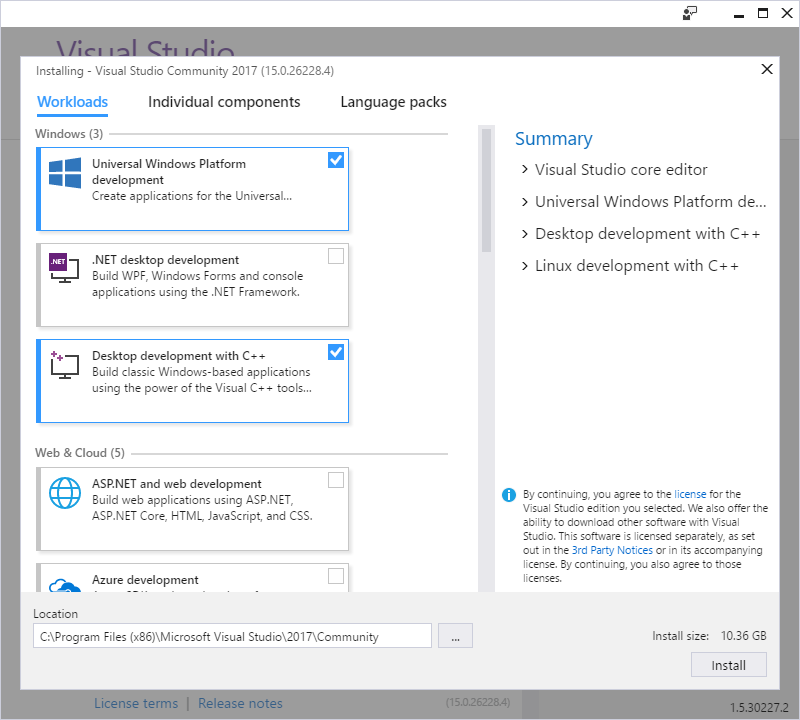 Visual Studio
Installing - Visual Studio Community 2017 (15.0.26228.4)
Workloads
Individual components
Language packs
Windows (3)
Universal Windows Platform
development
Create applications for the Universal...
.NET
.NET desktop development
Build WPF, Windows Forms and console
applications using the .NET Framework.
Desktop development with C++
Build classic Windows-based applications
using the power of the Visual C++ tools...
Web & Cloud (5)
ASP.NET and web development
Build web applications using ASP.NET,
ASP.NET Core, HTML, JavaScript, and CSS.
Azure development
Summary
Visual Studio core editor
Universal Windows Platform de...
Desktop development with C++
Linux development with C++
By continuing, you agree to the license for the
Visual Studio edition you selected. We also offer the
ability to download other software with Visual
Studio. This software is licensed separately, as set
out in the 3rd Party Notices or in its accompanying
license. By continuing, you also agree to those
licenses.
Location
C:\Program Files (x86)\Microsoft Visual Studio\2017\Community
...
Install size: 10.36 GB
Install
License terms | Release notes
(15.0.26228.4)
1.5.30227.2